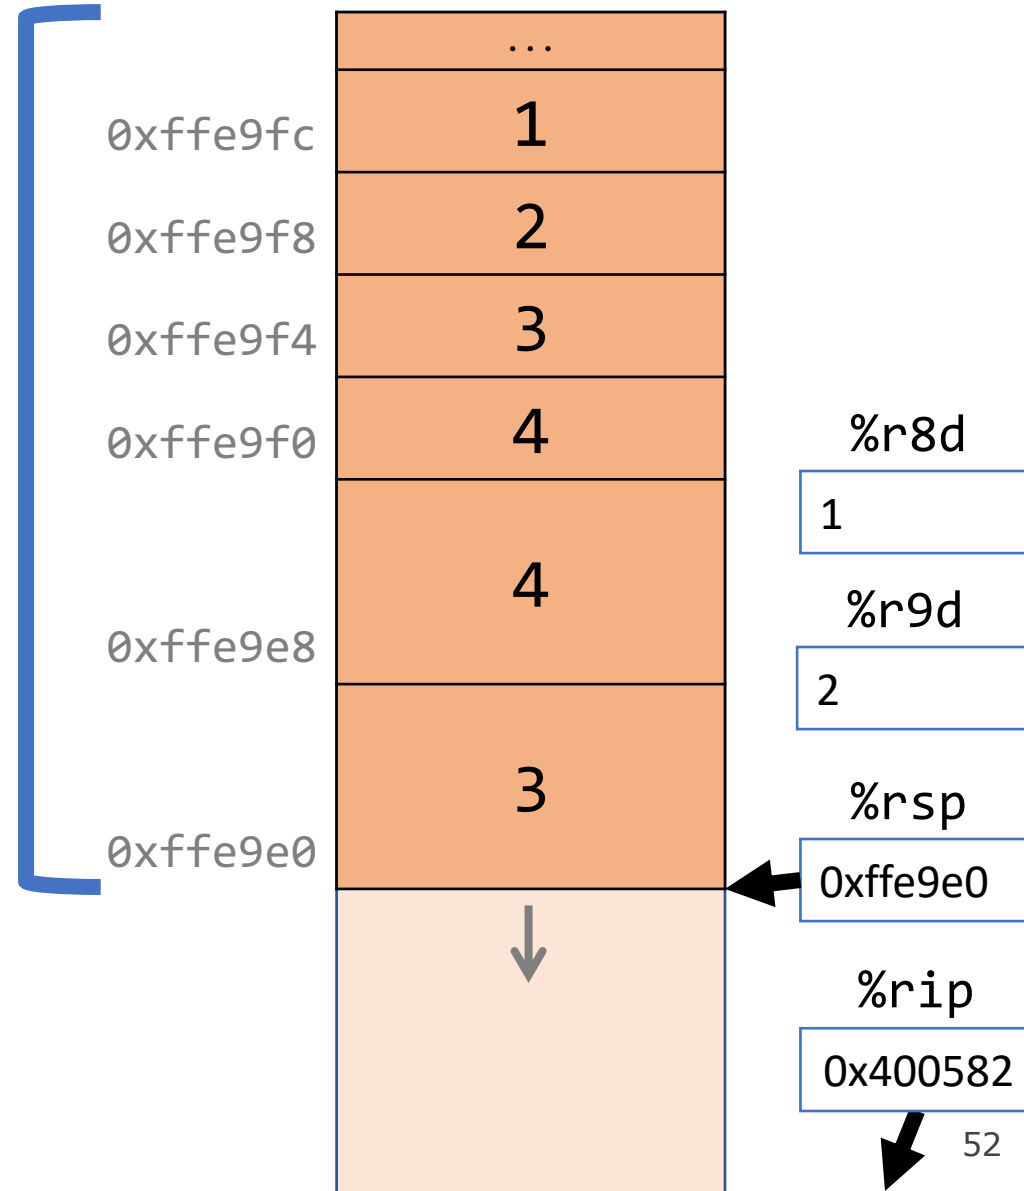 ...
0xffe9fc 1
0xffe9f8 2
0xffe9f4 3
0xffe9f0 4
%r8d
1
4
%r9d
0xffe9e8
2
3
%rsp
0xffe9e0
0xffe9e0
%rip
0x400582
52